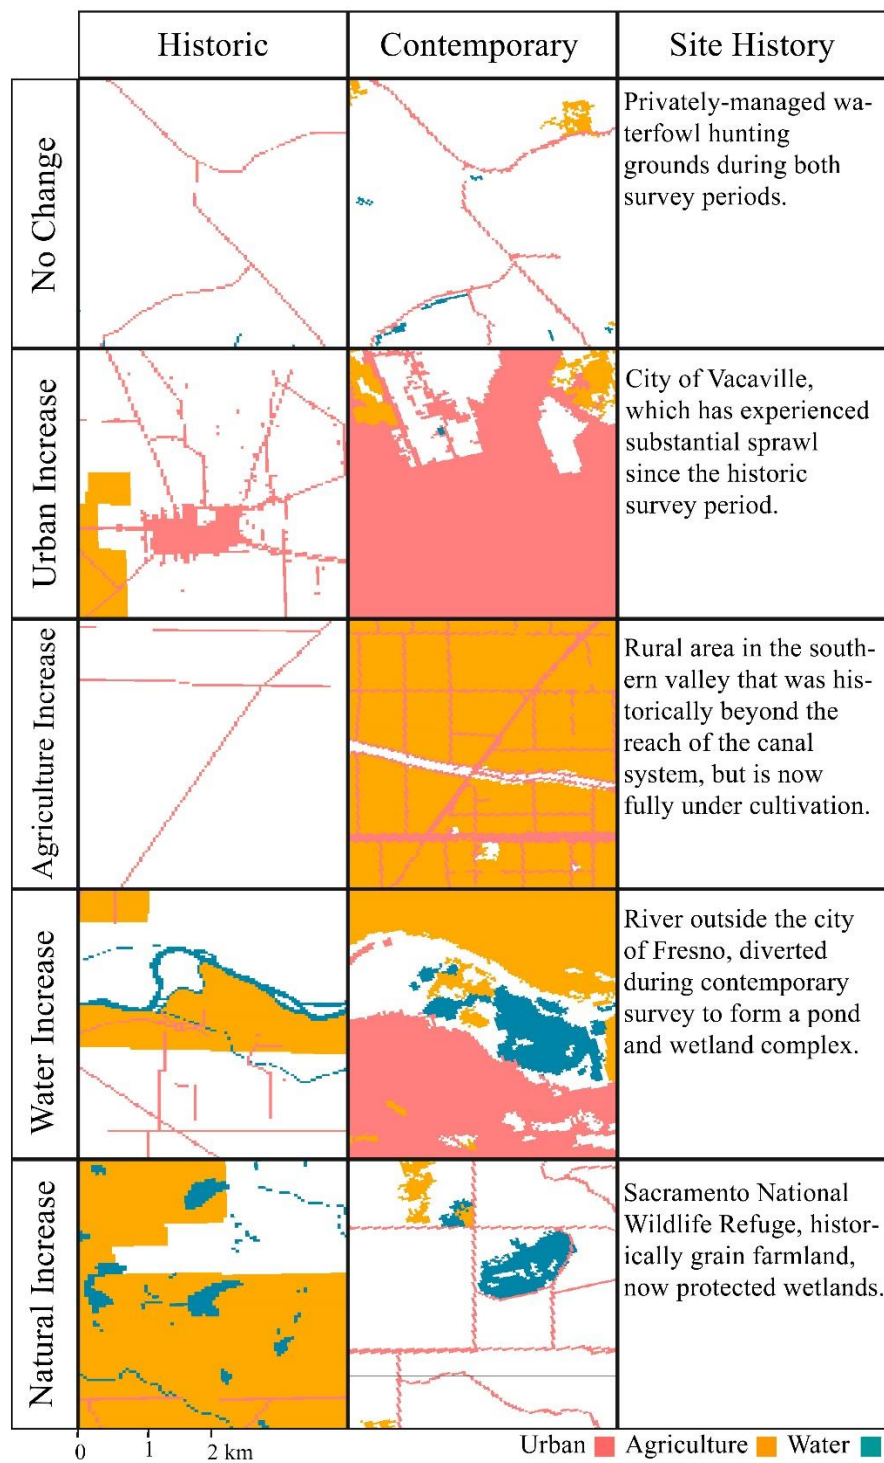 Historic
Contemporary
Site History
No Change
Privately-managed wa-
terfowl hunting
grounds during both
survey periods.
Urban Increase
City of Vacaville,
which has experienced
substantial sprawl
since the historic
survey period.
Agriculture Increase
Rural area in the south-
ern valley that was his-
torically beyond the
reach of the canal
system, but is now
fully under cultivation.
Water Increase
River outside the city
of Fresno, diverted
during contemporary
survey to form a pond
and wetland complex.
Natural Increase
Sacramento National
Wildlife Refuge, histor-
ically grain farmland,
now protected wetlands.
0 1 2 km
Urban Agriculture Water